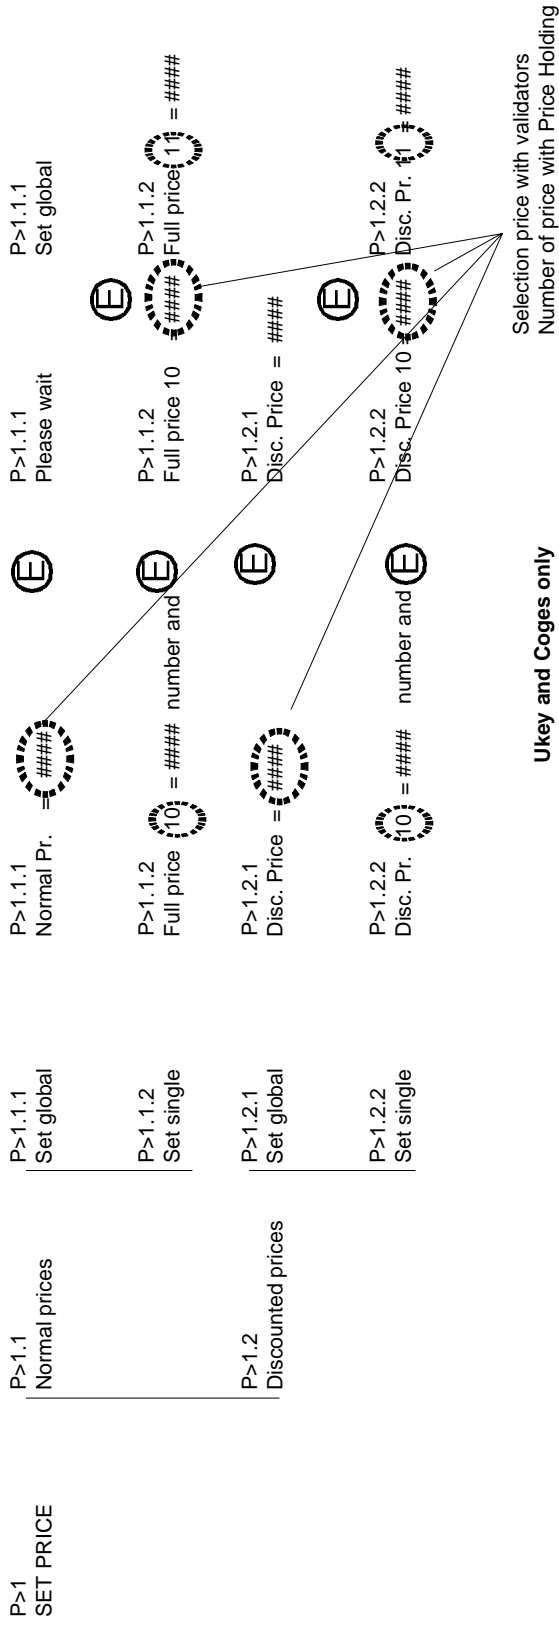 P>1
SET PRICE
P>1.1
Normal prices
P>1.1.1
Set global
P>1.1.1
Normal Pr. = ####
E
P>1.1.1
Please wait
P>1.1.1
Set global
P>1.1.2
Set single
P>1.1.2
Full price 10 = #### number and E
P>1.1.2
Full price 10 = ####
E
P>1.1.2
Full price 11 = ####
P>1.2
Discounted prices
P>1.2.1
Set global
P>1.2.1
Disc. Price = ####
E
P>1.2.1
Disc. Price = ####
P>1.2.2
Set single
P>1.2.2
Disc. Pr. 10 = #### number and E
P>1.2.2
Disc. Price 10 = ####
E
P>1.2.2
Disc. Pr. 11 = ####
Selection price with validators
Number of price with Price Holding
Ukey and Coges only